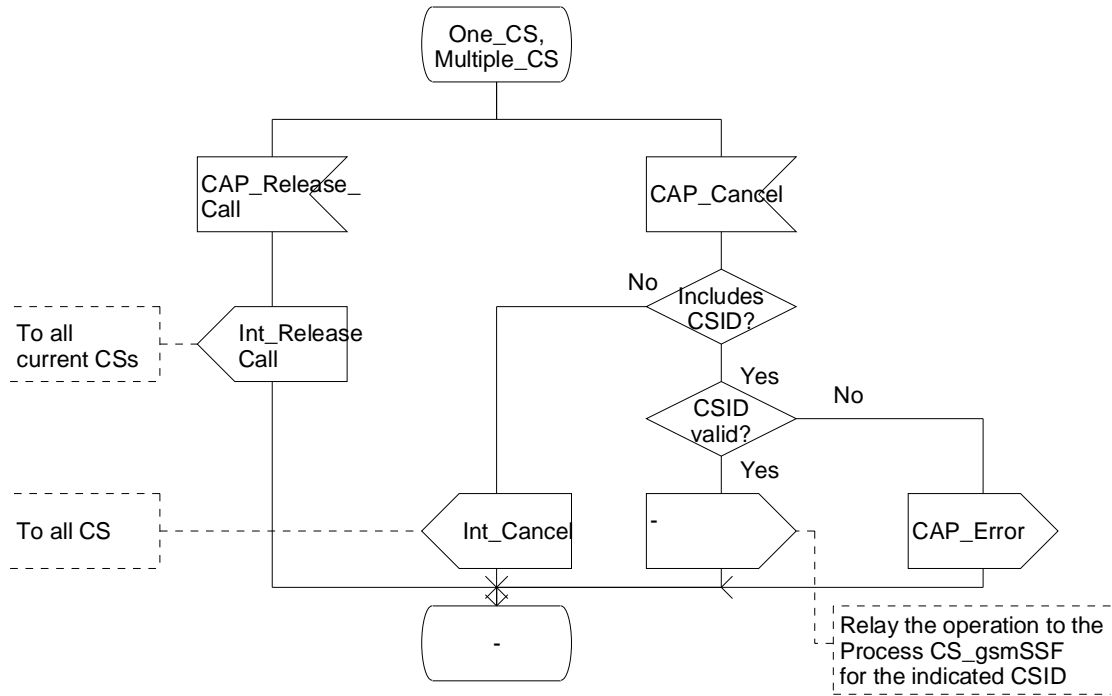 One_CS,
Multiple_CS
CAP_Release_
Call
CAP_Cancel
No
Includes
CSID?
To all
current CSs
Int_Release
Call
Yes
CSID
valid?
No
Yes
To all CS
Int_Cancel
-
CAP_Error
-
Relay the operation to the
Process CS_gsmSSF
for the indicated CSID